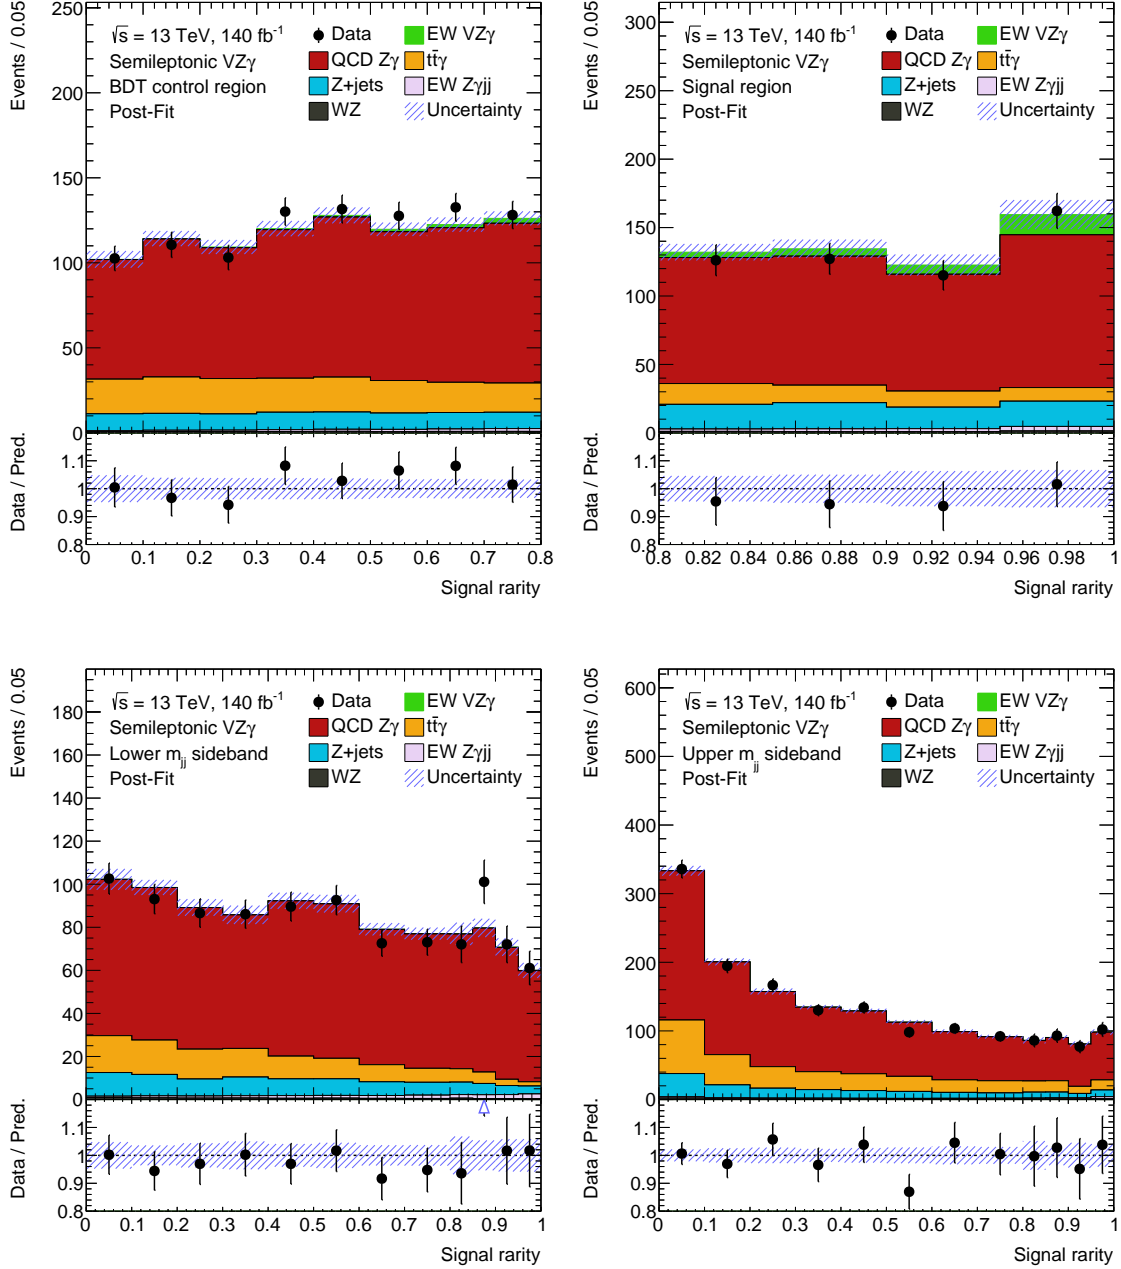 Events / 0.05
250
200
150
100
50
0
√s = 13 TeV, 140 fb⁻¹
Semileptonic VZγ
BDT control region
Post-Fit
Data
QCD Zγ
Z+jets
WZ
EW VZγ
tt̄γ
EW Zγjj
Uncertainty
Data / Pred.
1.1
1
0.9
0.8
0 0.1 0.2 0.3 0.4 0.5 0.6 0.7 0.8
Signal rarity
Events / 0.05
300
250
200
150
100
50
0
√s = 13 TeV, 140 fb⁻¹
Semileptonic VZγ
Signal region
Post-Fit
Data
QCD Zγ
Z+jets
WZ
EW VZγ
tt̄γ
EW Zγjj
Uncertainty
Data / Pred.
1.1
1
0.9
0.8
0.8 0.82 0.84 0.86 0.88 0.9 0.92 0.94 0.96 0.98 1
Signal rarity
Events / 0.05
180
160
140
120
100
80
60
40
20
0
√s = 13 TeV, 140 fb⁻¹
Semileptonic VZγ
Lower m_jj sideband
Post-Fit
Data
QCD Zγ
Z+jets
WZ
EW VZγ
tt̄γ
EW Zγjj
Uncertainty
Data / Pred.
1.1
1
0.9
0.8
0 0.1 0.2 0.3 0.4 0.5 0.6 0.7 0.8 0.9 1
Signal rarity
Events / 0.05
600
500
400
300
200
100
0
√s = 13 TeV, 140 fb⁻¹
Semileptonic VZγ
Upper m_jj sideband
Post-Fit
Data
QCD Zγ
Z+jets
WZ
EW VZγ
tt̄γ
EW Zγjj
Uncertainty
Data / Pred.
1.1
1
0.9
0.8
0 0.1 0.2 0.3 0.4 0.5 0.6 0.7 0.8 0.9 1
Signal rarity